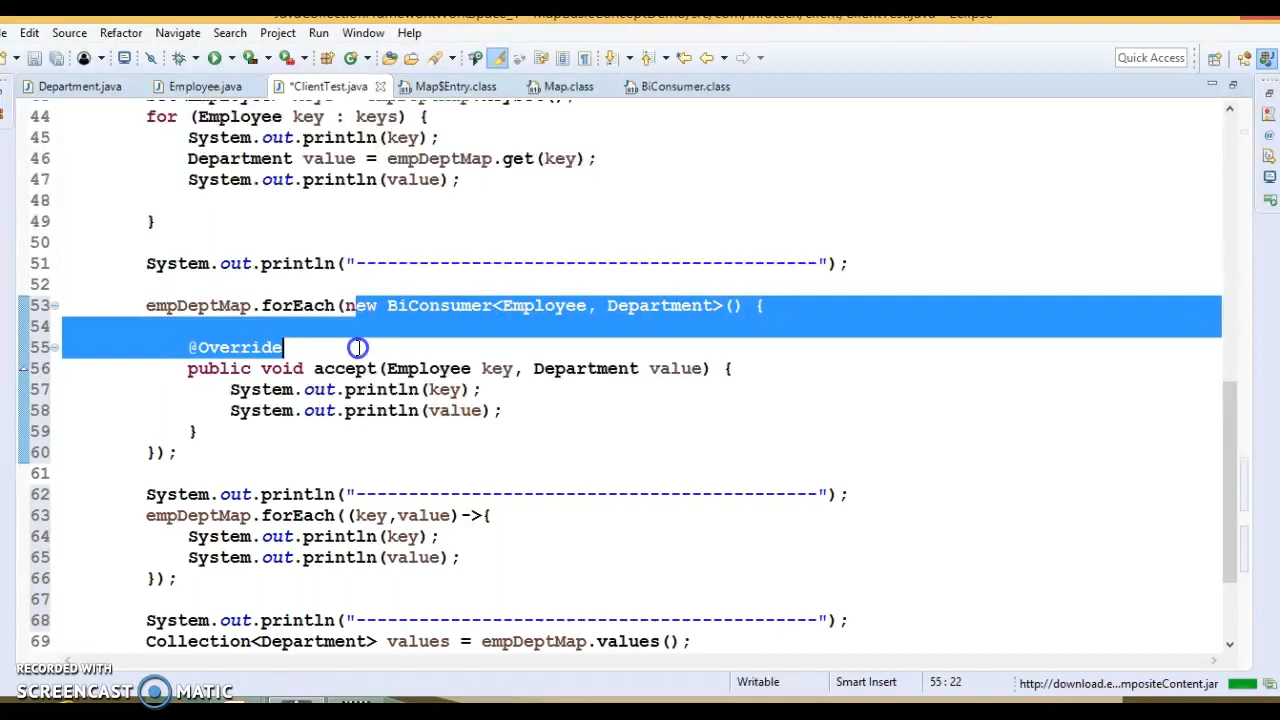 Edit Source Refactor Navigate Search Project Run Window Help
Quick Access
Department.java Employee.java *ClientTest.java Map$Entry.class Map.class BiConsumer.class
44 for (Employee key : keys) {
45 System.out.println(key);
46 Department value = empDeptMap.get(key);
47 System.out.println(value);
48
49 }
50
51 System.out.println("--------------------------------------------");
52
53 empDeptMap.forEach(new BiConsumer<Employee, Department>() {
54
55 @Override
56 public void accept(Employee key, Department value) {
57 System.out.println(key);
58 System.out.println(value);
59 }
60 });
61
62 System.out.println("--------------------------------------------");
63 empDeptMap.forEach((key,value)->{
64 System.out.println(key);
65 System.out.println(value);
66 });
67
68 System.out.println("--------------------------------------------");
69 Collection<Department> values = empDeptMap.values();
RECORDED WITH
SCREENCAST MATIC
Writable Smart Insert 55 : 22 http://download.e...mpositeContent.jar